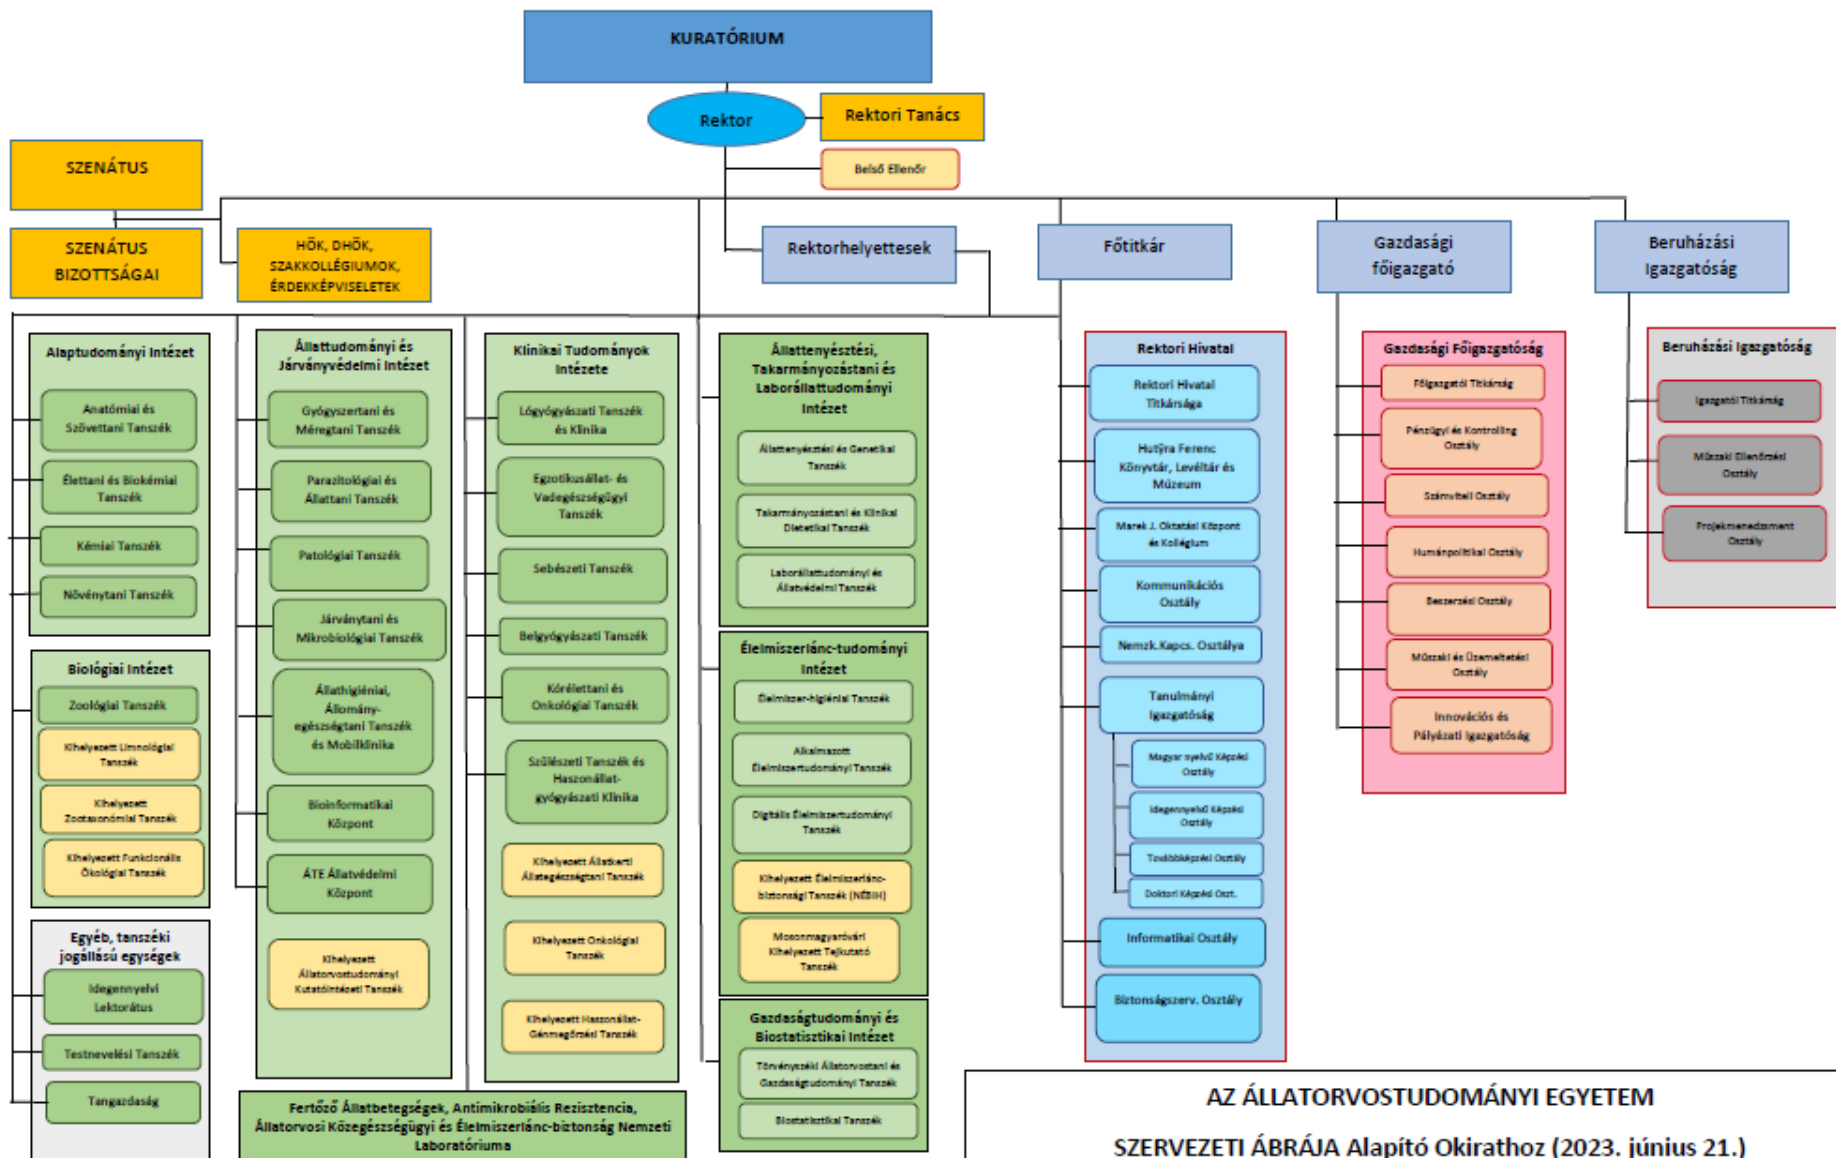 KURATÓRIUM
Rektor
Rektori Tanács
Belső Ellenőr
SZENÁTUS
SZENÁTUS
BIZOTTSÁGAI
HÖK, DHÖK,
SZAKKOLLÉGIUMOK,
ÉRDEKKÉPVISELETEK
Rektorhelyettesek
Főtitkár
Gazdasági
főigazgató
Beruházási
Igazgatóság
Alaptudományi Intézet
Anatómiai és
Szövettani Tanszék
Élettani és Biokémiai
Tanszék
Kémiai Tanszék
Növénytani Tanszék
Biológiai Intézet
Zoológiai Tanszék
Kihelyezett Limnológiai
Tanszék
Kihelyezett
Zootaxonómiai Tanszék
Kihelyezett Funkcionális
Ökológiai Tanszék
Egyéb, tanszéki
jogállású egységek
Idegennyelvi
Lektorátus
Testnevelési Tanszék
Tangazdaság
Állattudományi és
Járványvédelmi Intézet
Gyógyszertani és
Méregtani Tanszék
Parazitológiai és
Állattani Tanszék
Patológiai Tanszék
Járványtani és
Mikrobiológiai Tanszék
Állathigiéniai,
Állomány-
egészségtani Tanszék
és Mobilklinika
Bioinformatikai
Központ
ÁTE Állatvédelmi
Központ
Kihelyezett
Állatorvostudományi
Kutatóintézeti Tanszék
Klinikai Tudományok
Intézete
Lógyógyászati Tanszék
és Klinika
Egzotikusállat- és
Vadegészségügyi
Tanszék
Sebészeti Tanszék
Belgyógyászati Tanszék
Kórélettani és
Onkológiai Tanszék
Szülészeti Tanszék és
Haszonállat-
gyógyászati Klinika
Kihelyezett Állatkerti
Állategészségtani Tanszék
Kihelyezett Onkológiai
Tanszék
Kihelyezett Haszonállat-
Génmegőrzési Tanszék
Fertőző Állatbetegségek, Antimikrobiális Rezisztencia,
Állatorvosi Közegészségügyi és Élelmiszerlánc-biztonság Nemzeti
Laboratóriuma
Állattenyésztési,
Takarmányozástani és
Laborállattudományi
Intézet
Állattenyésztési és Genetikai
Tanszék
Takarmányozástani és Klinikai
Dietetikai Tanszék
Laborállattudományi és
Állatvédelmi Tanszék
Élelmiszerlánc-tudományi
Intézet
Élelmiszer-higiéniai Tanszék
Alkalmazott
Élelmiszertudományi Tanszék
Digitális Élelmiszertudományi
Tanszék
Kihelyezett Élelmiszerlánc-
biztonsági Tanszék (NÉBIH)
Mosonmagyaróvári
Kihelyezett Tejkutató
Tanszék
Gazdaságtudományi és
Biostatisztikai Intézet
Törvényszéki Állatorvostani és
Gazdaságtudományi Tanszék
Biostatisztikai Tanszék
Rektori Hivatal
Rektori Hivatal
Titkársága
Hutÿra Ferenc
Könyvtár, Levéltár és
Múzeum
Marek J. Oktatási Központ
és Kollégium
Kommunikációs
Osztály
Nemzk.Kapcs. Osztálya
Tanulmányi
Igazgatóság
Magyar nyelvű Képzési
Osztály
Idegennyelvű Képzési
Osztály
Továbbképzési Osztály
Doktori Képzési Oszt.
Informatikai Osztály
Biztonságszerv. Osztály
Gazdasági Főigazgatóság
Főigazgatói Titkárság
Pénzügyi és Kontrolling
Osztály
Számviteli Osztály
Humánpolitikai Osztály
Beszerzési Osztály
Műszaki és Üzemeltetési
Osztály
Innovációs és
Pályázati Igazgatóság
Beruházási Igazgatóság
Igazgatói Titkárság
Műszaki Ellenőrzési
Osztály
Projekmenedzsment
Osztály
AZ ÁLLATORVOSTUDOMÁNYI EGYETEM
SZERVEZETI ÁBRÁJA Alapító Okirathoz (2023. június 21.)